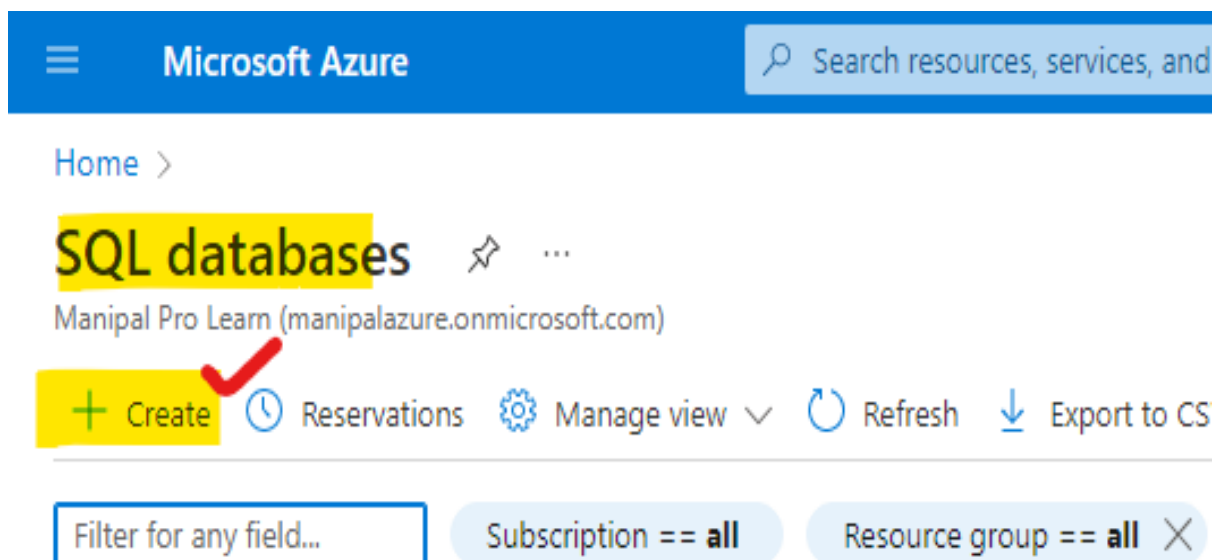 Microsoft Azure Search resources, services, and
Home >
SQL databases ...
Manipal Pro Learn (manipalazure.onmicrosoft.com)
+ Create Reservations Manage view Refresh Export to CS
Filter for any field... Subscription == all Resource group == all